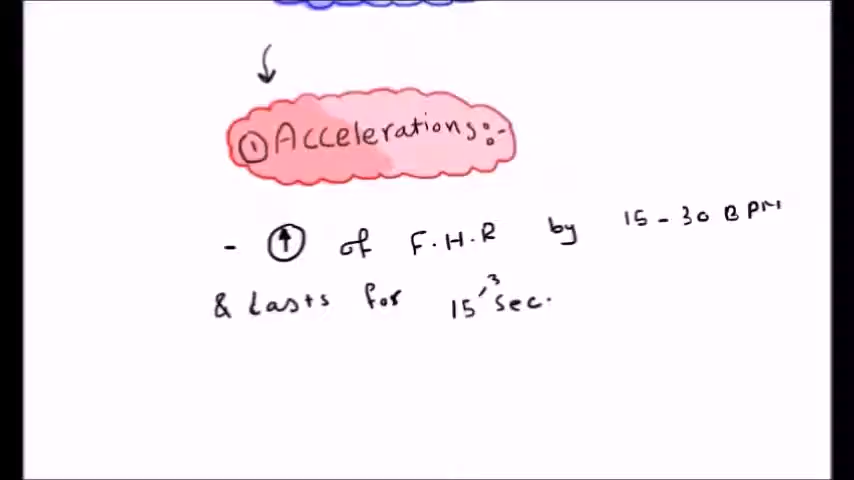 ① Accelerations:-
- ↑ of F.H.R by 15-30 BPM
& Lasts for 15 sec.